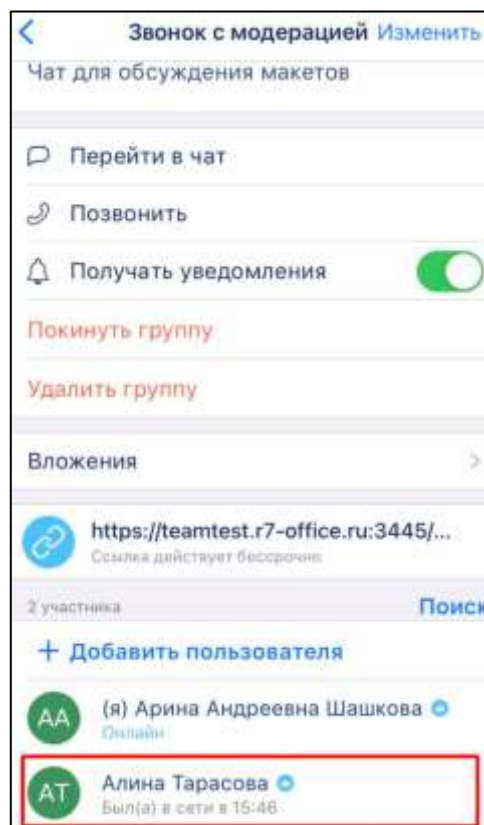 Звонок с модерацией Изменить
Чат для обсуждения макетов
Перейти в чат
Позвонить
Получать уведомления
Покинуть группу
Удалить группу
Вложения
https://teamtest.r7-office.ru:3445/...
Ссылка действует бессрочно
2 участника Поиск
+ Добавить пользователя
АА (я) Арина Андреевна Шашкова
Онлайн
АТ Алина Тарасова
Был(а) в сети в 15:46